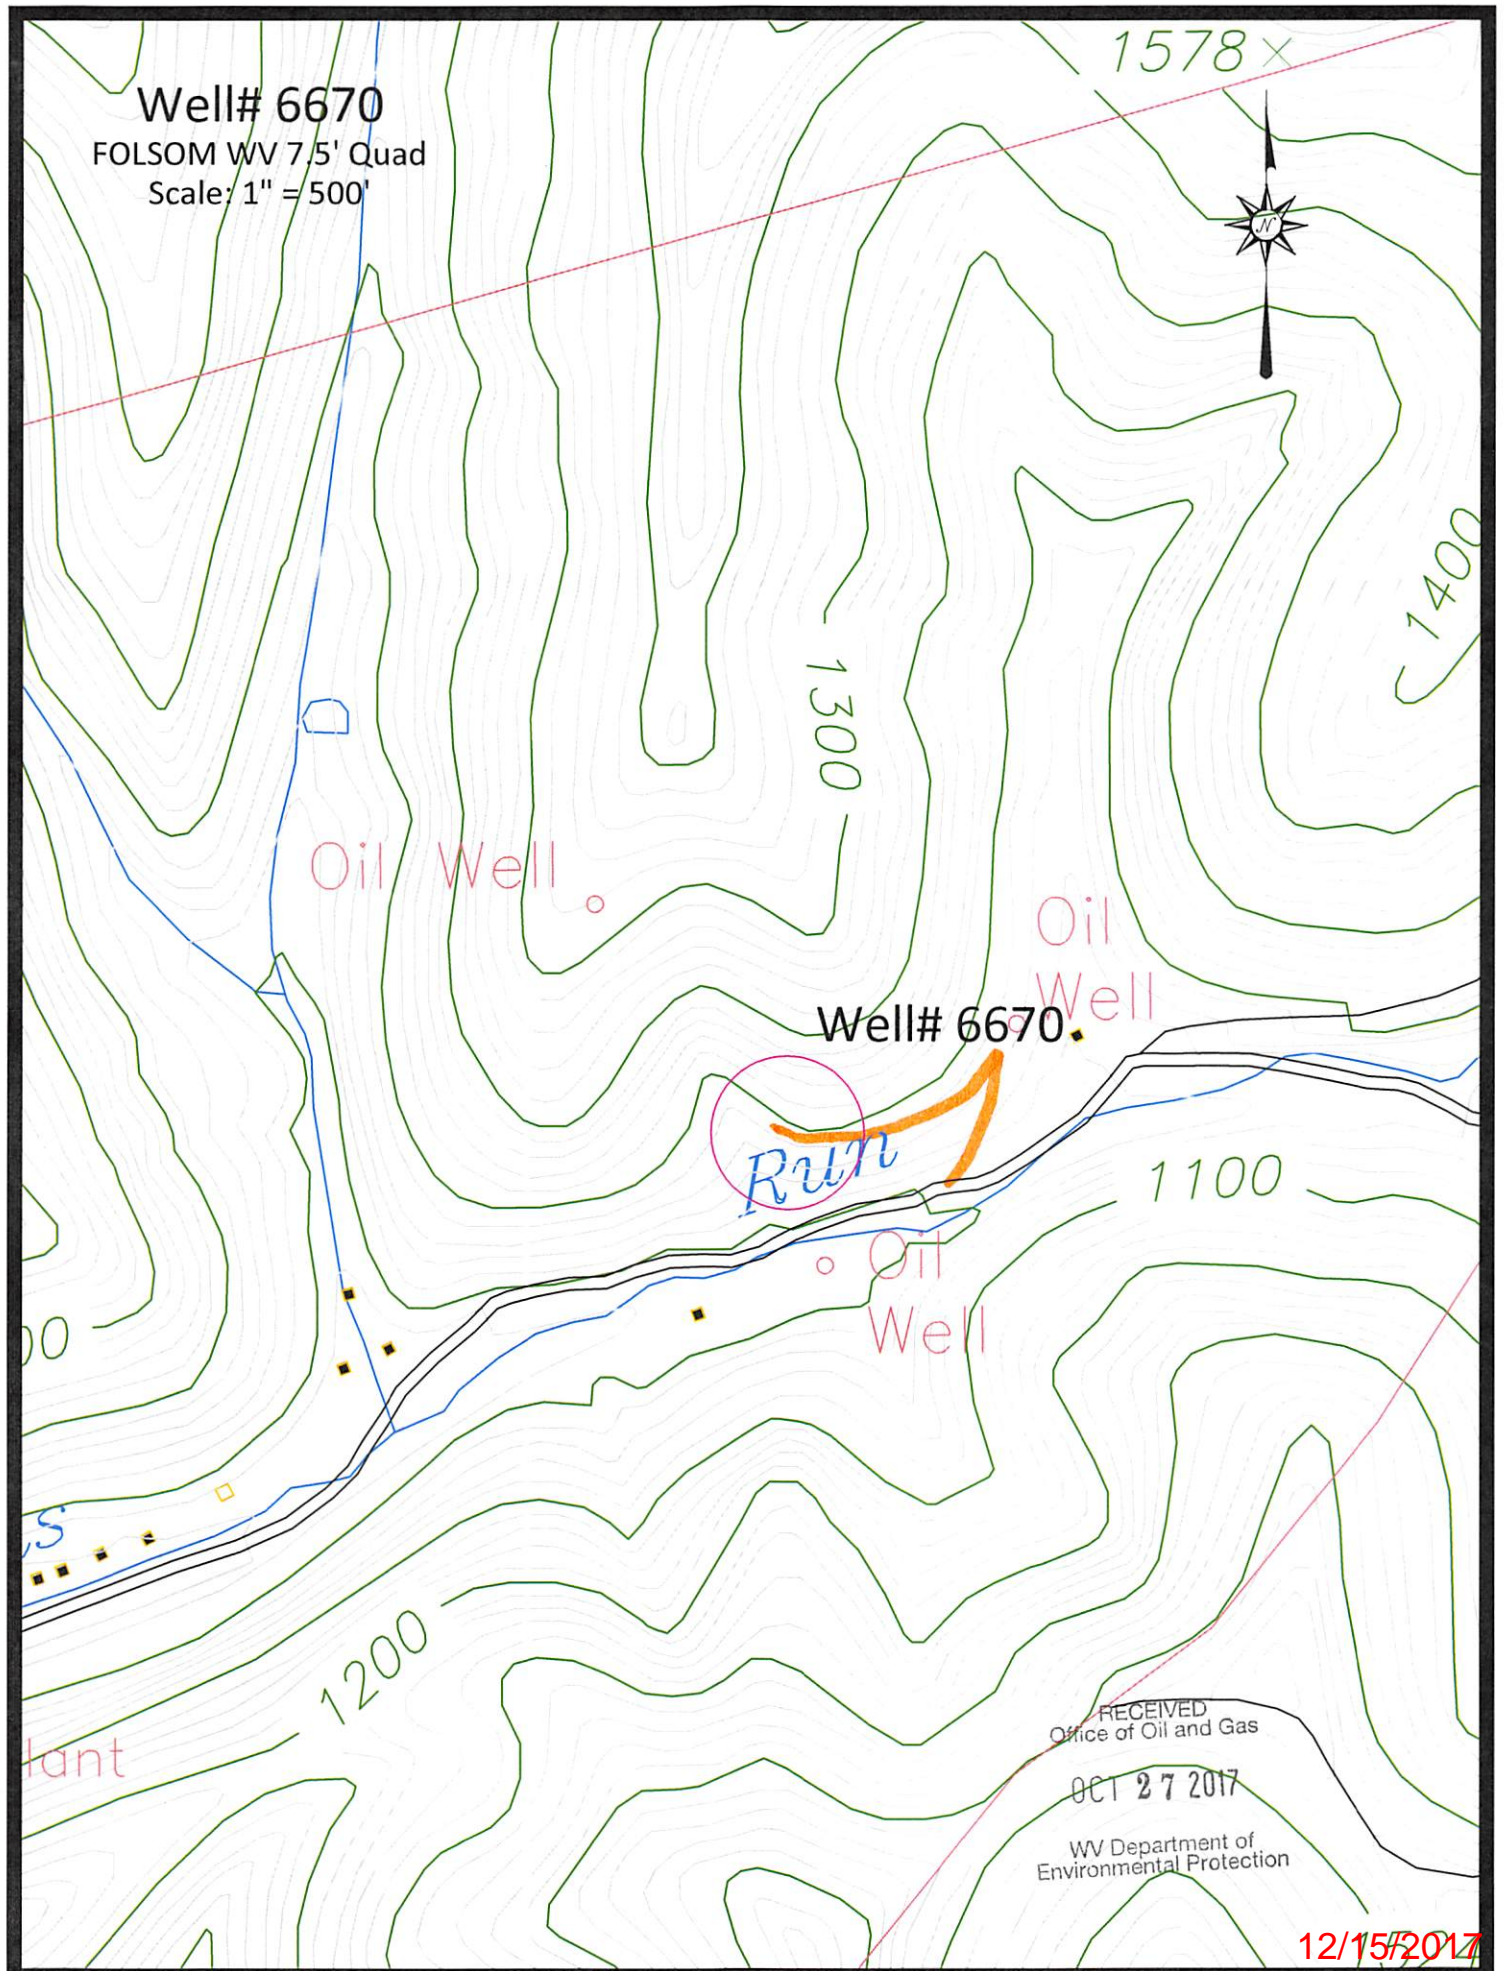 1578
Well# 6670
FOLSOM WV 7.5' Quad
Scale: 1" = 500'
N
1400
1300
Oil Well
Oil
Well
Well# 6670
Run
1100
Oil
Well
00
s
1200
lant
RECEIVED
Office of Oil and Gas
OCT 27 2017
WV Department of
Environmental Protection
12/15/2017